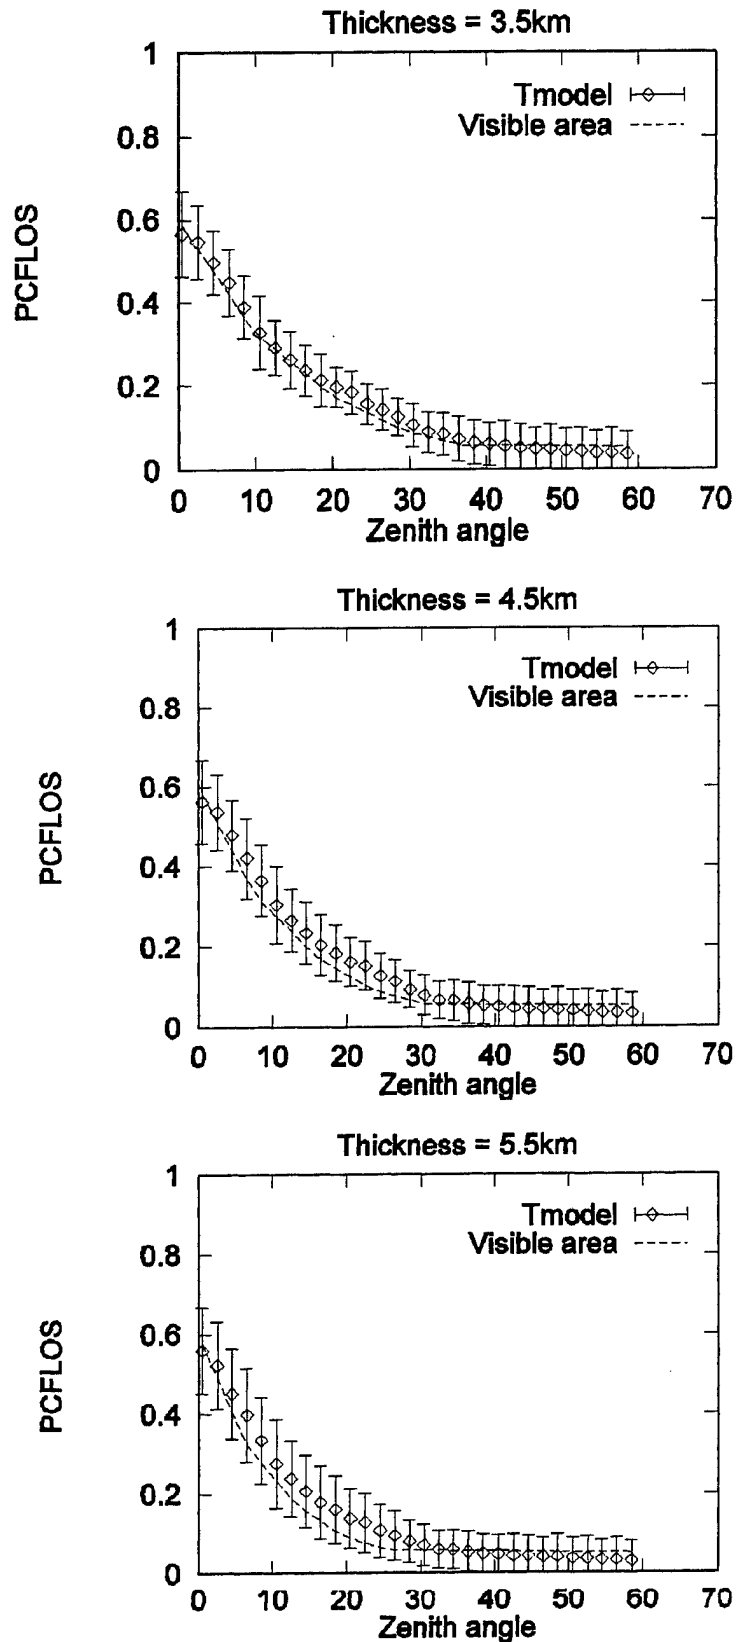 Thickness = 3.5km
1
0.8
0.6
0.4
0.2
0
PCFLOS
Tmodel
Visible area
0 10 20 30 40 50 60 70
Zenith angle
Thickness = 4.5km
1
0.8
0.6
0.4
0.2
0
PCFLOS
Tmodel
Visible area
0 10 20 30 40 50 60 70
Zenith angle
Thickness = 5.5km
1
0.8
0.6
0.4
0.2
0
PCFLOS
Tmodel
Visible area
0 10 20 30 40 50 60 70
Zenith angle